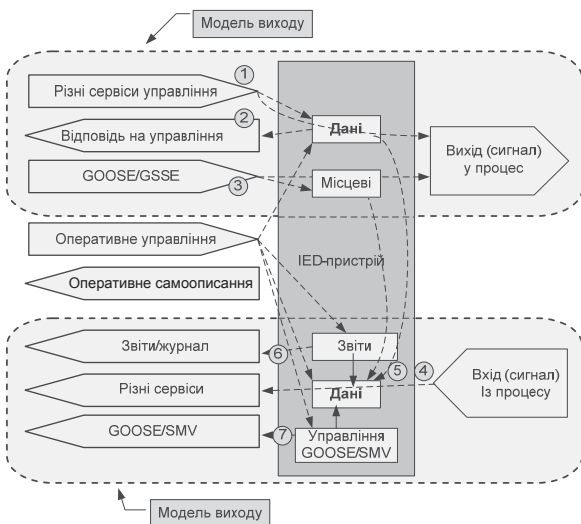 Модель виходу
1
Різні сервіси управління
2
Відповідь на управління
Дані
GOOSE/GSSE
3
Місцеві
Вихід (сигнал)
у процес
Оперативне управління
IED-пристрій
Оперативне самоописання
Звіти/журнал
6
Звіти
5
4
Різні сервіси
Дані
Вхід (сигнал)
Із процесу
GOOSE/SMV
7
Управління
GOOSE/SMV
Модель виходу